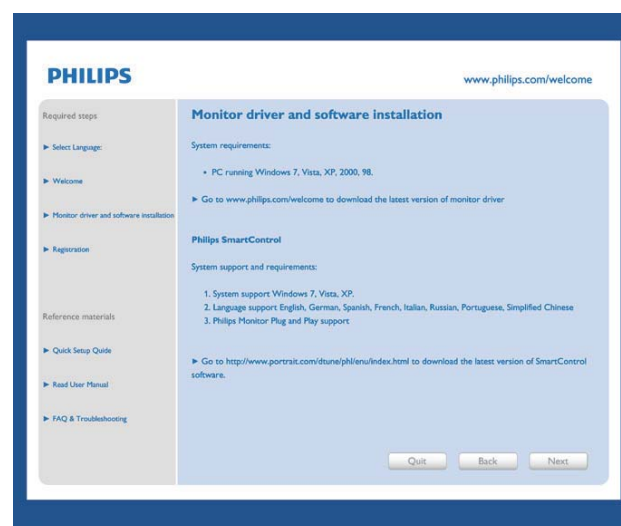 PHILIPS
www.philips.com/welcome
Required steps
Select Language:
Welcome
Monitor driver and software installation
Registration
Reference materials
Quick Setup Quide
Read User Manual
FAQ & Troubleshooting
Monitor driver and software installation
System requirements:
• PC running Windows 7, Vista, XP, 2000, 98.
► Go to www.philips.com/welcome to download the latest version of monitor driver
Philips SmartControl
System support and requirements:
1. System support Windows 7, Vista, XP.
2. Language support English, German, Spanish, French, Italian, Russian, Portuguese, Simplified Chinese
3. Philips Monitor Plug and Play support
► Go to http://www.portrait.com/dtune/phl/enu/index.html to download the latest version of SmartControl
software.
Quit
Back
Next